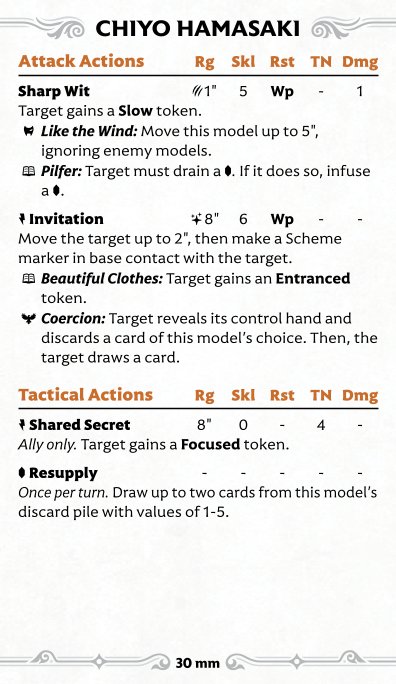 CHIYO HAMASAKI
Attack Actions Rg Skl Rst TN Dmg
Sharp Wit 1" 5 Wp - 1
Target gains a Slow token.
Like the Wind: Move this model up to 5",
ignoring enemy models.
Pilfer: Target must drain a . If it does so, infuse
a .
Invitation 8" 6 Wp - -
Move the target up to 2", then make a Scheme
marker in base contact with the target.
Beautiful Clothes: Target gains an Entranced
token.
Coercion: Target reveals its control hand and
discards a card of this model's choice. Then, the
target draws a card.
Tactical Actions Rg Skl Rst TN Dmg
Shared Secret 8" 0 - 4 -
Ally only. Target gains a Focused token.
Resupply - - - - -
Once per turn. Draw up to two cards from this model's
discard pile with values of 1-5.
30 mm